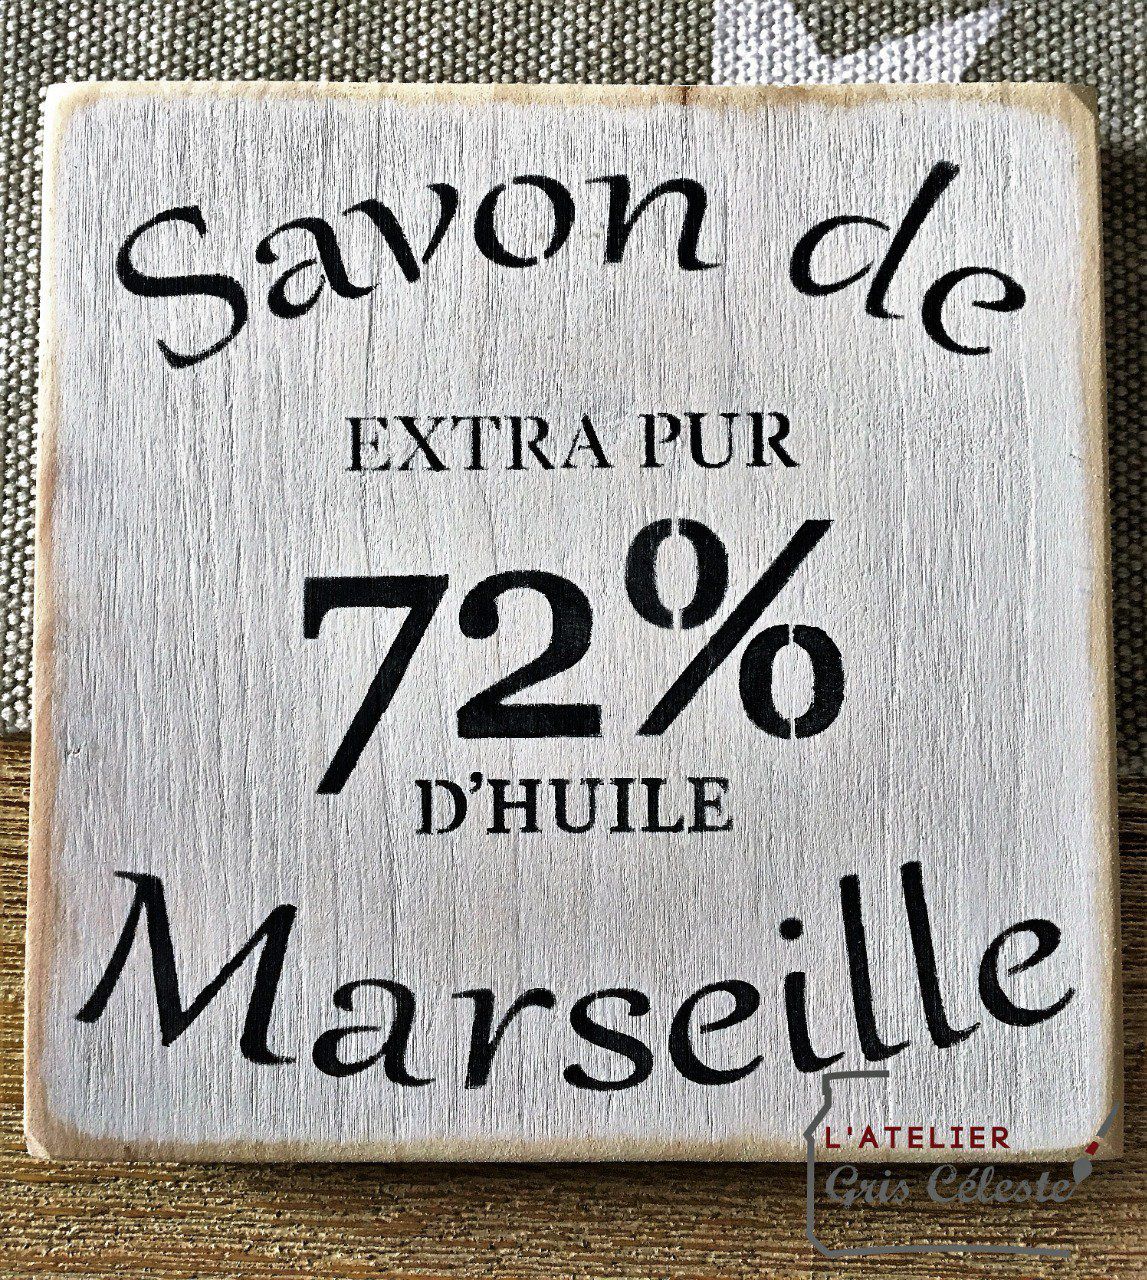 Savon de
EXTRA PUR
72%
D'HUILE
Marseille
L'ATELIER
Gris Céleste